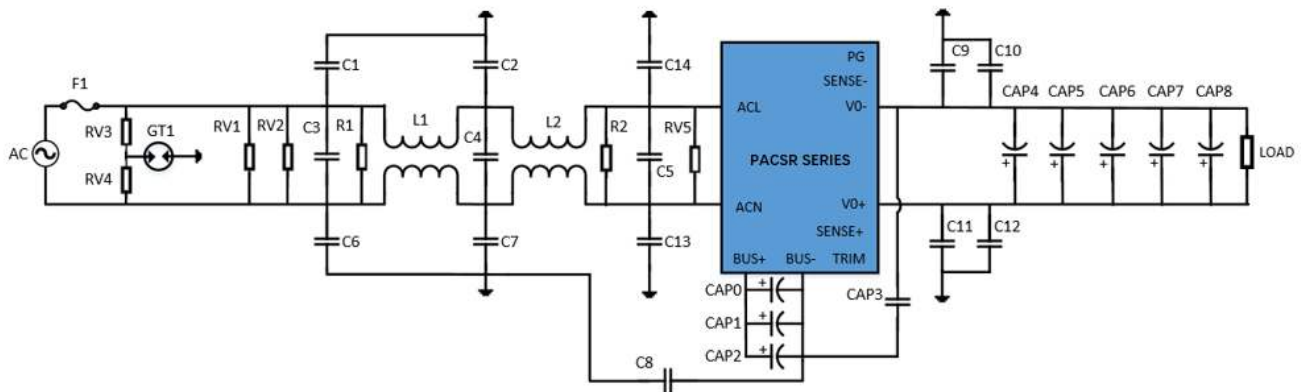 PG
C9
C10
C1
C2
C14
SENSE-
F1
CAP4
CAP5
CAP6
CAP7
CAP8
ACL
V0-
RV3
GT1
RV1
RV2
C3
R1
L1
C4
L2
R2
RV5
AC
PACSR SERIES
LOAD
RV4
C5
ACN
V0+
C6
C7
C13
SENSE+
C11
C12
BUS+
BUS-
TRIM
CAP0
+
CAP3
CAP1
+
CAP2
+
C8
+
+
+
+
+